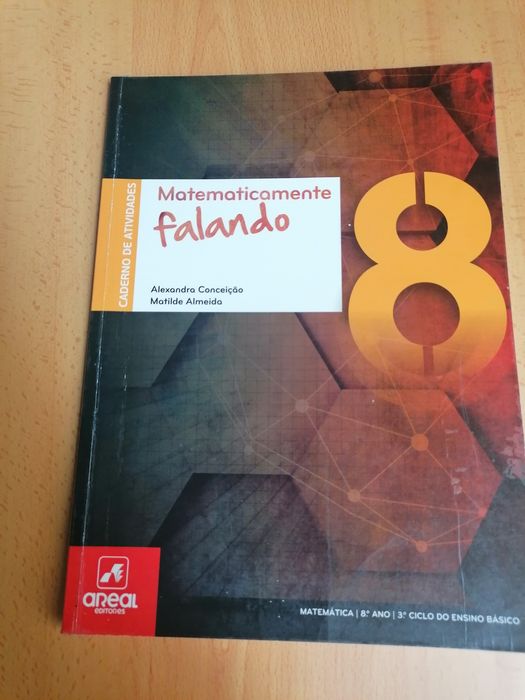 CADERNO DE ATIVIDADES
Matematicamente
falando
8
Alexandra Conceição
Matilde Almeida
AREAL
EDITORES
MATEMÁTICA | 8.º ANO | 3.º CICLO DO ENSINO BÁSICO